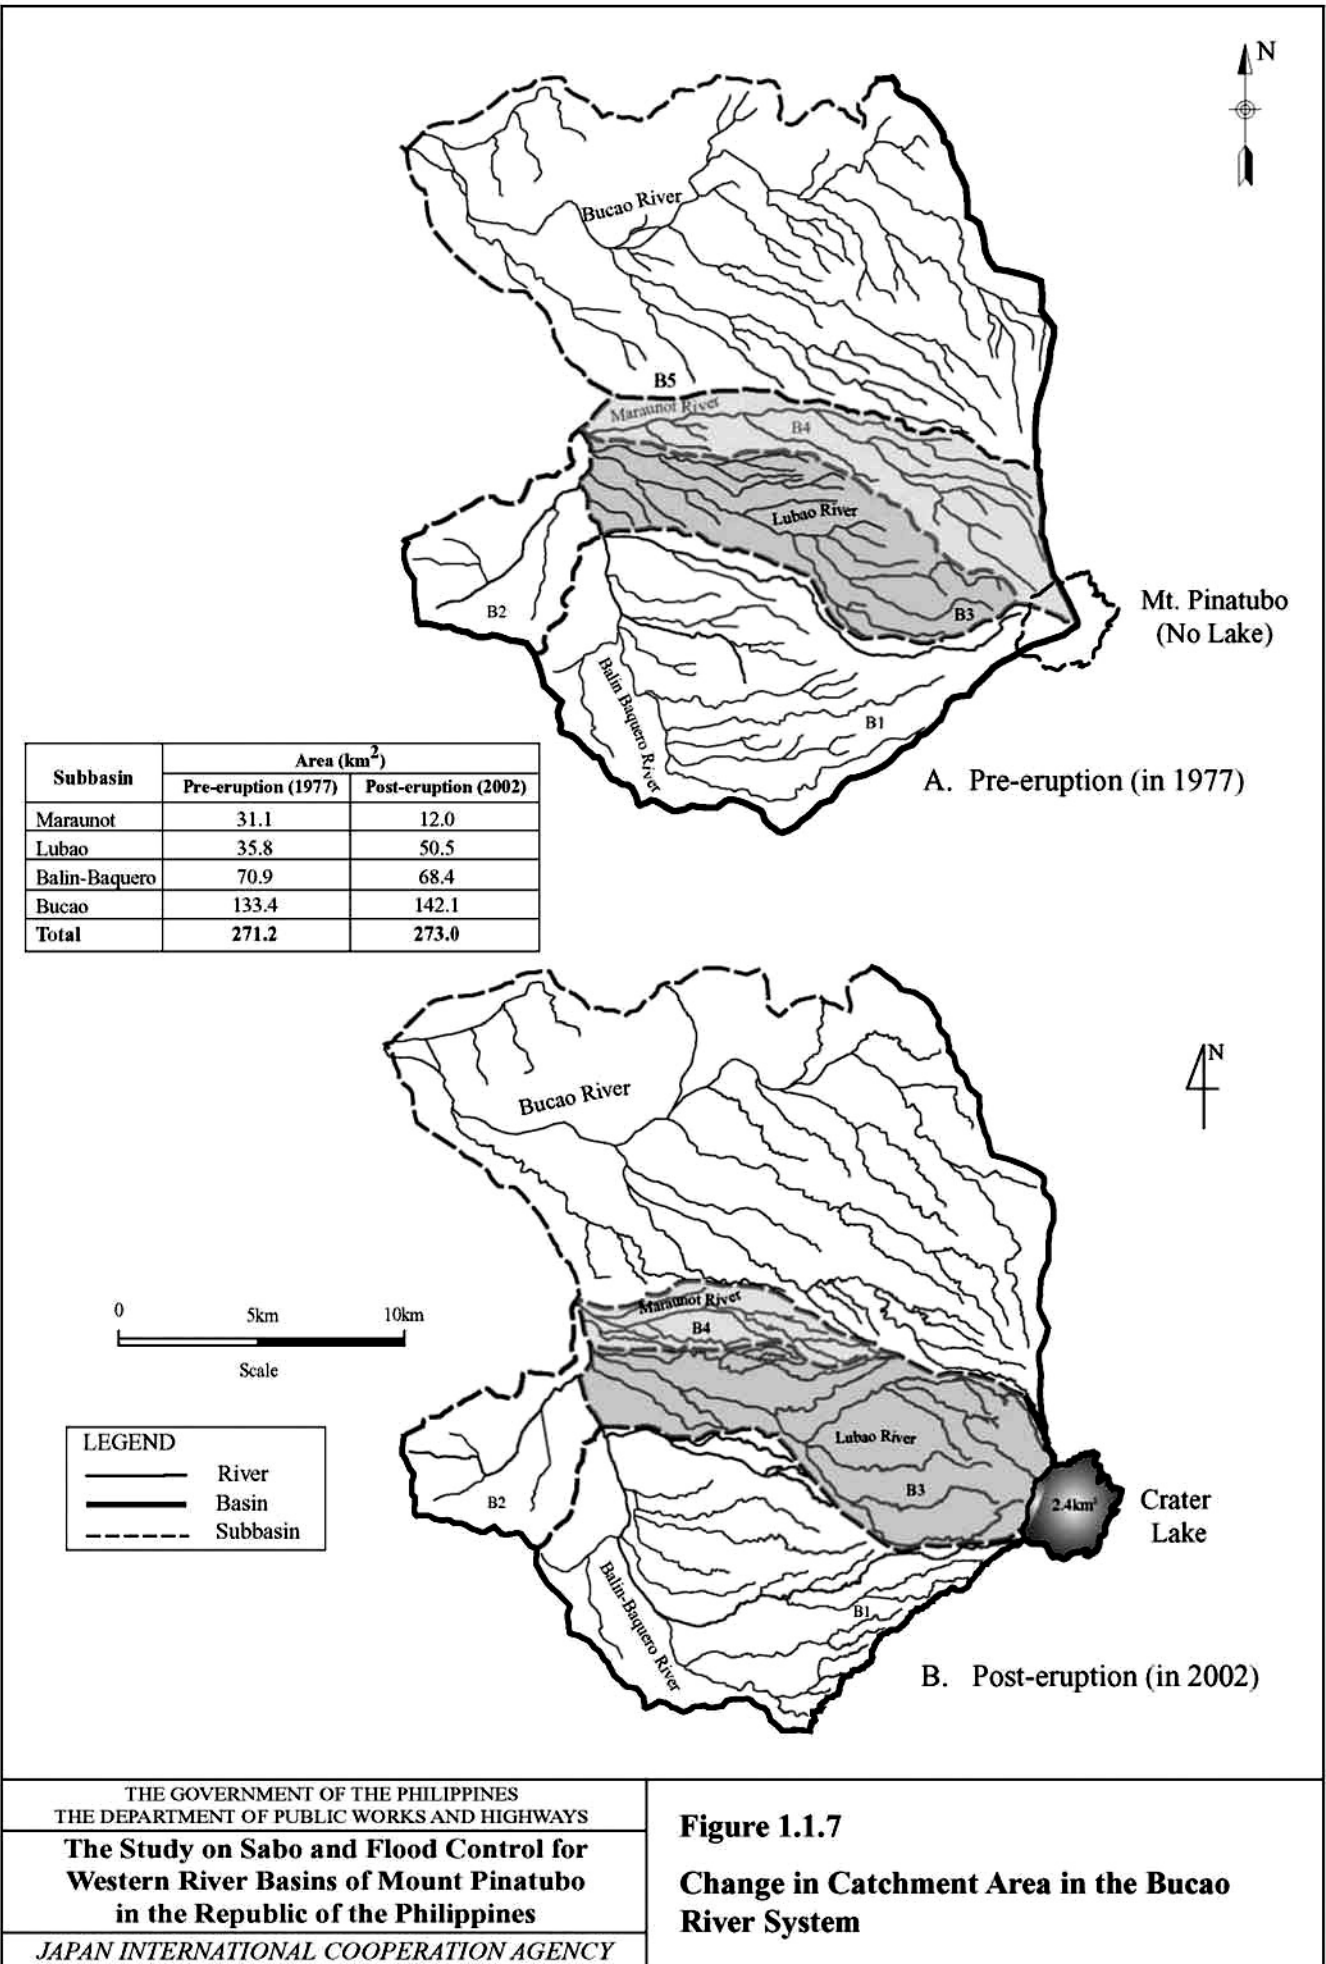 N
Bucao River
B5
Maraunot River
B4
Lubao River
B3
B2
Balin Baquero River
B1
Mt. Pinatubo
(No Lake)
A. Pre-eruption (in 1977)
Subbasin Area (km²)
Pre-eruption (1977) Post-eruption (2002)
Maraunot 31.1 12.0
Lubao 35.8 50.5
Balin-Baquero 70.9 68.4
Bucao 133.4 142.1
Total 271.2 273.0
N
Bucao River
Maraunot River
B4
Lubao River
B3
2.4km²
Crater
Lake
B2
Balin-Baquero River
B1
B. Post-eruption (in 2002)
0 5km 10km
Scale
LEGEND
River
Basin
Subbasin
THE GOVERNMENT OF THE PHILIPPINES
THE DEPARTMENT OF PUBLIC WORKS AND HIGHWAYS
The Study on Sabo and Flood Control for
Western River Basins of Mount Pinatubo
in the Republic of the Philippines
JAPAN INTERNATIONAL COOPERATION AGENCY
Figure 1.1.7
Change in Catchment Area in the Bucao
River System